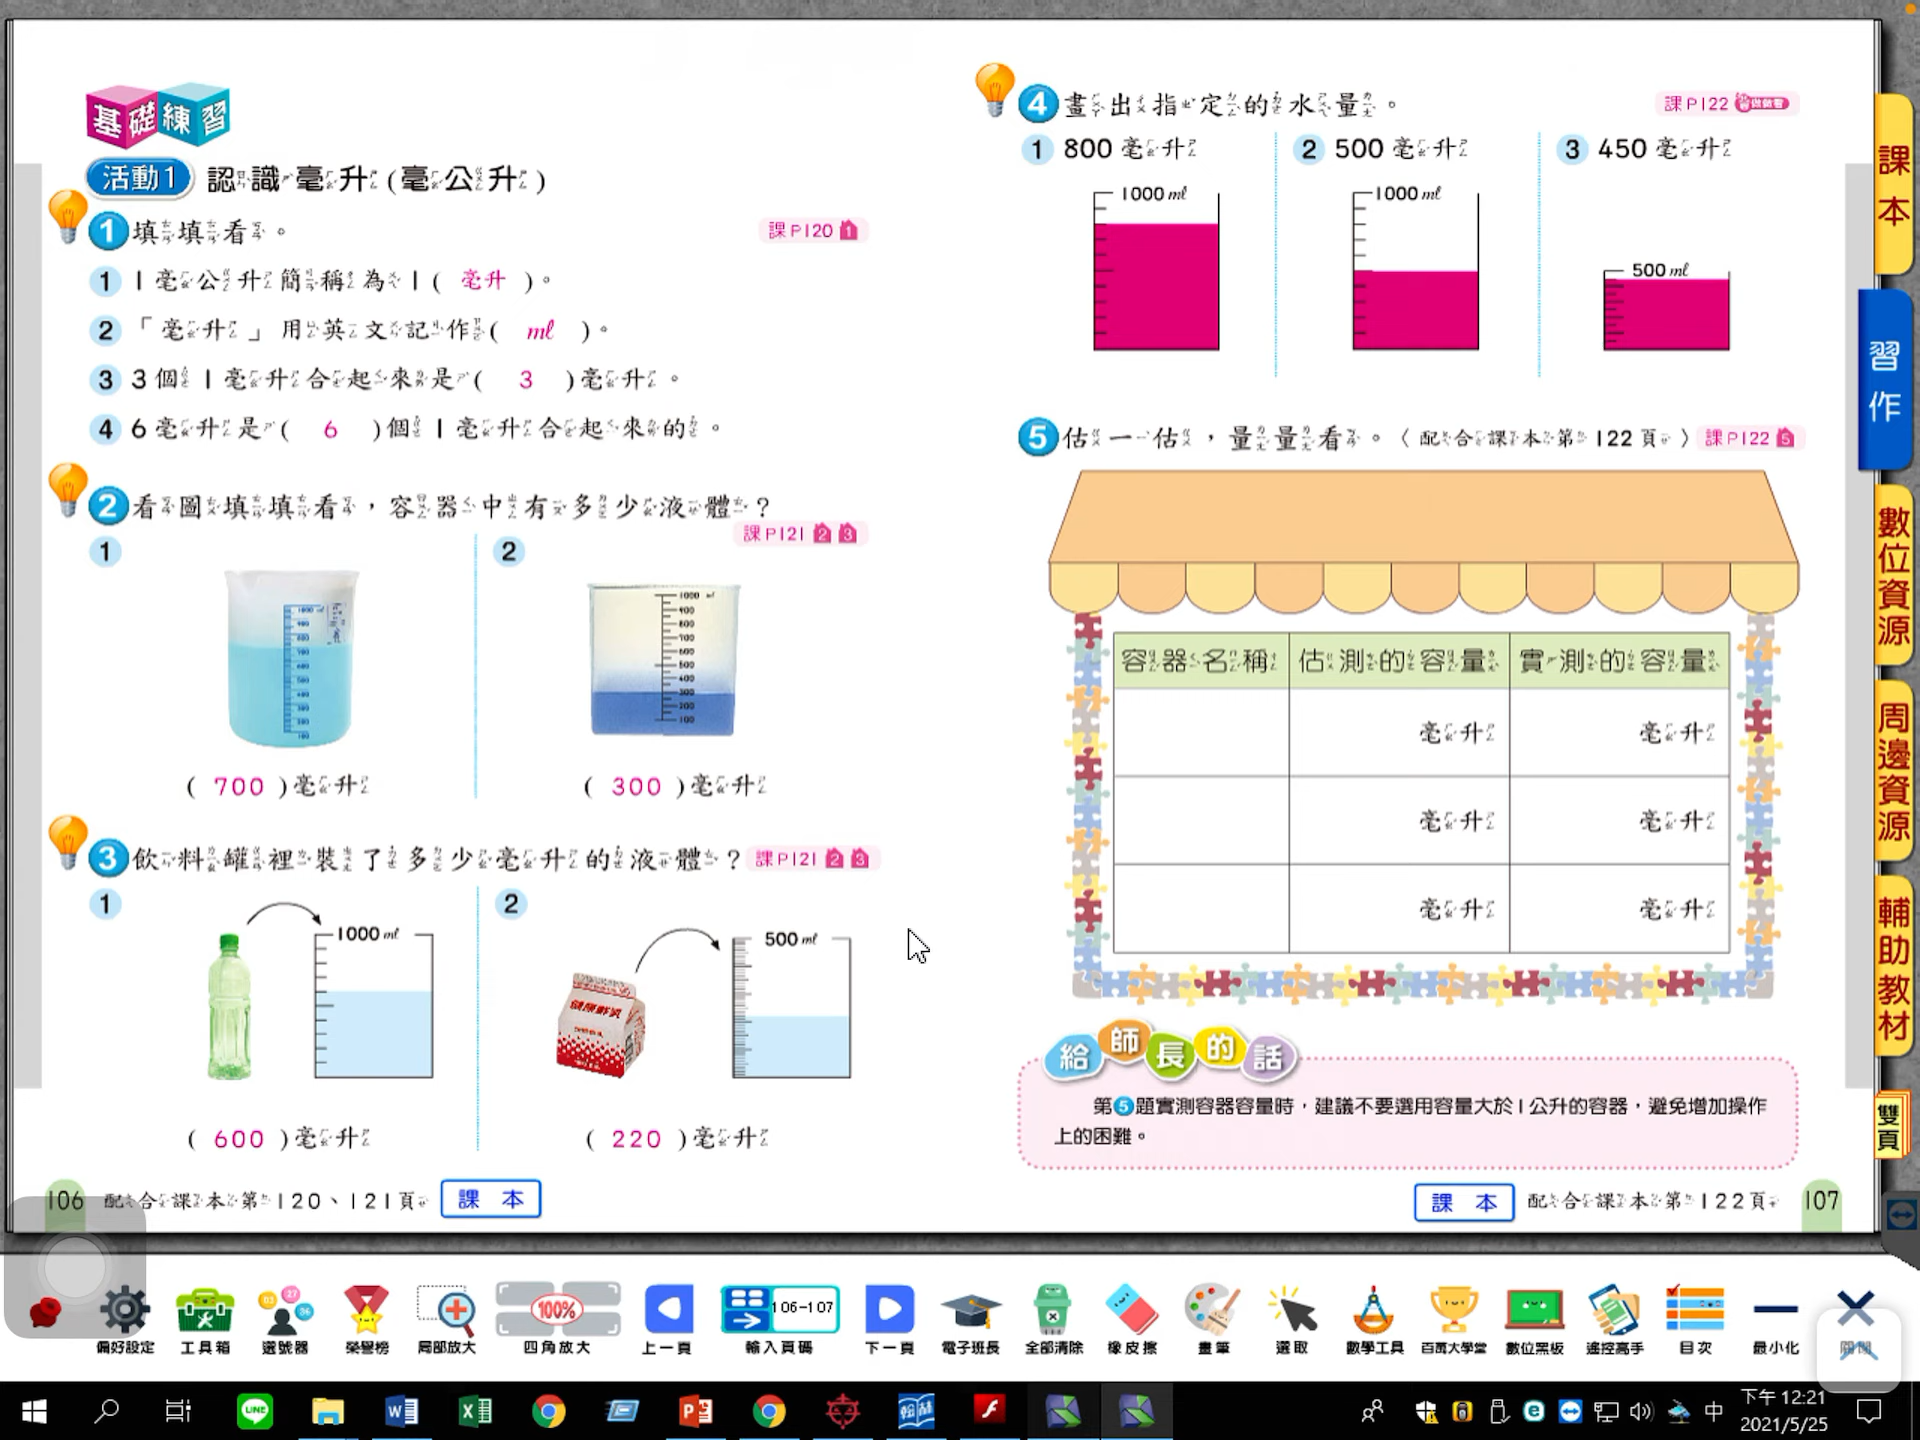 基礎練習
活動1 認識毫升(毫公升)
1 填填看。 課P120 1
1 1毫公升簡稱為1( 毫升 )。
2 「毫升」用英文記作( ml )。
3 3個1毫升合起來是( 3 )毫升。
4 6毫升是( 6 )個1毫升合起來的。
2 看圖填填看,容器中有多少液體?
課P121 2 3
1
2
1000
900
800
700
600
500
300
200
100
( 700 )毫升
( 300 )毫升
3 飲料罐裡裝了多少毫升的液體? 課P121 2 3
1
2
1000 ml
500 ml
( 600 )毫升
( 220 )毫升
106 配合課本第120、121頁 課本
4 畫出指定的水量。 課P122
1 800毫升
2 500毫升
3 450毫升
1000 ml
1000 ml
500 ml
5 估一估,量量看。〈配合課本第122頁〉 課P122 5
容器名稱 估測的容量 實測的容量
毫升 毫升
毫升 毫升
毫升 毫升
給師長的話
第5題實測容器容量時,建議不要選用容量大於1公升的容器,避免增加操作
上的困難。
課本 配合課本第122頁 107
課本
習作
數位資源
周邊資源
輔助教材
雙頁
偏好設定 工具箱 選號器 榮譽榜 局部放大 100% 四角放大 上一頁 106-107 輸入頁碼 下一頁 電子班長 全部清除 橡皮擦 畫筆 選取 數學工具 百萬大學堂 數位黑板 遙控高手 目次 最小化
LINE
中
下午 12:21
2021/5/25